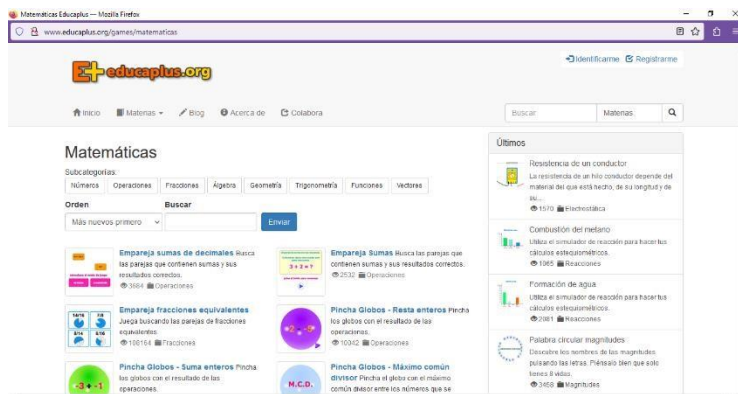 Matemáticas Educaplus — Mozilla Firefox
www.educaplus.org/games/matematicas
E+ educaplus.org
Identificarme Registrarme
Inicio Materias Blog Acerca de Colabora
Buscar Materias
Matemáticas
Subcategorías:
Números Operaciones Fracciones Álgebra Geometría Trigonometría Funciones Vectores
Orden Buscar
Más nuevos primero Enviar
Empareja sumas de decimales Busca
las parejas que contienen sumas y sus
resultados correctos.
3664 Operaciones
Empareja Sumas Busca las parejas que
contienen sumas y sus resultados correctos.
2532 Operaciones
3+3=?
Empareja fracciones equivalentes
Juega buscando las parejas de fracciones
equivalentes.
108164 Fracciones
Pincha Globos - Resta enteros Pincha
los globos con el resultado de las
operaciones.
10042 Operaciones
Pincha Globos - Suma enteros Pincha
los globos con el resultado de las
operaciones.
-3+-1
Pincha Globos - Máximo común
divisor Pincha el globo con el máximo
común divisor entre los números que se
M.C.D.
Últimos
Resistencia de un conductor
La resistencia de un hilo conductor depende del
material del que está hecho, de su longitud y de
su...
1570 Electrostática
Combustión del metano
Utiliza el simulador de reacción para hacer tus
cálculos estequiométricos.
1065 Reacciones
Formación de agua
Utiliza el simulador de reacción para hacer tus
cálculos estequiométricos.
2081 Reacciones
Palabra circular magnitudes
Descubre los nombres de las magnitudes
pulsando las letras. Piénsalo bien que solo
tienes 8 vidas.
3458 Magnitudes